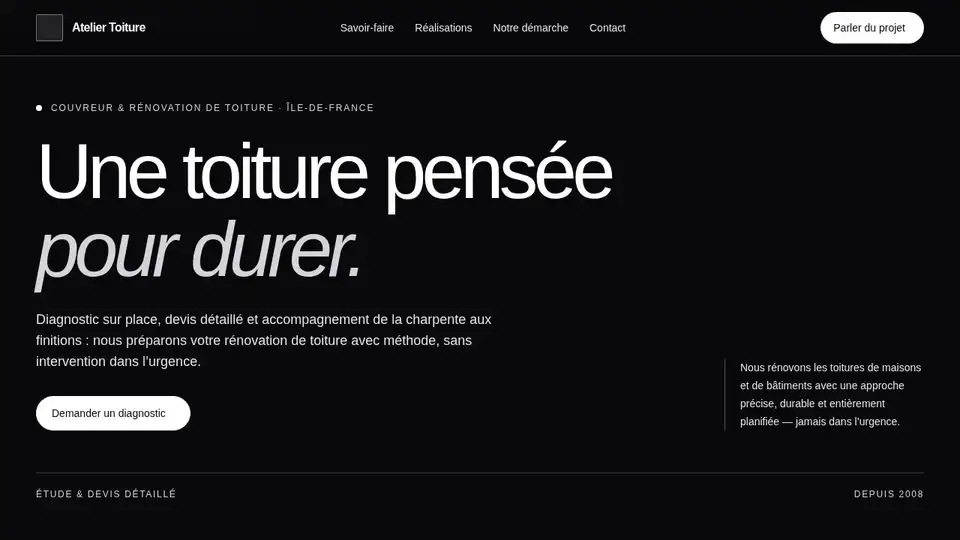 Atelier Toiture
Savoir-faire
Réalisations
Notre démarche
Contact
Parler du projet
COUVREUR & RÉNOVATION DE TOITURE · ÎLE-DE-FRANCE
Une toiture pensée
pour durer.
Diagnostic sur place, devis détaillé et accompagnement de la charpente aux
finitions : nous préparons votre rénovation de toiture avec méthode, sans
intervention dans l’urgence.
Demander un diagnostic
Nous rénovons les toitures de maisons
et de bâtiments avec une approche
précise, durable et entièrement
planifiée — jamais dans l’urgence.
ÉTUDE & DEVIS DÉTAILLÉ
DEPUIS 2008